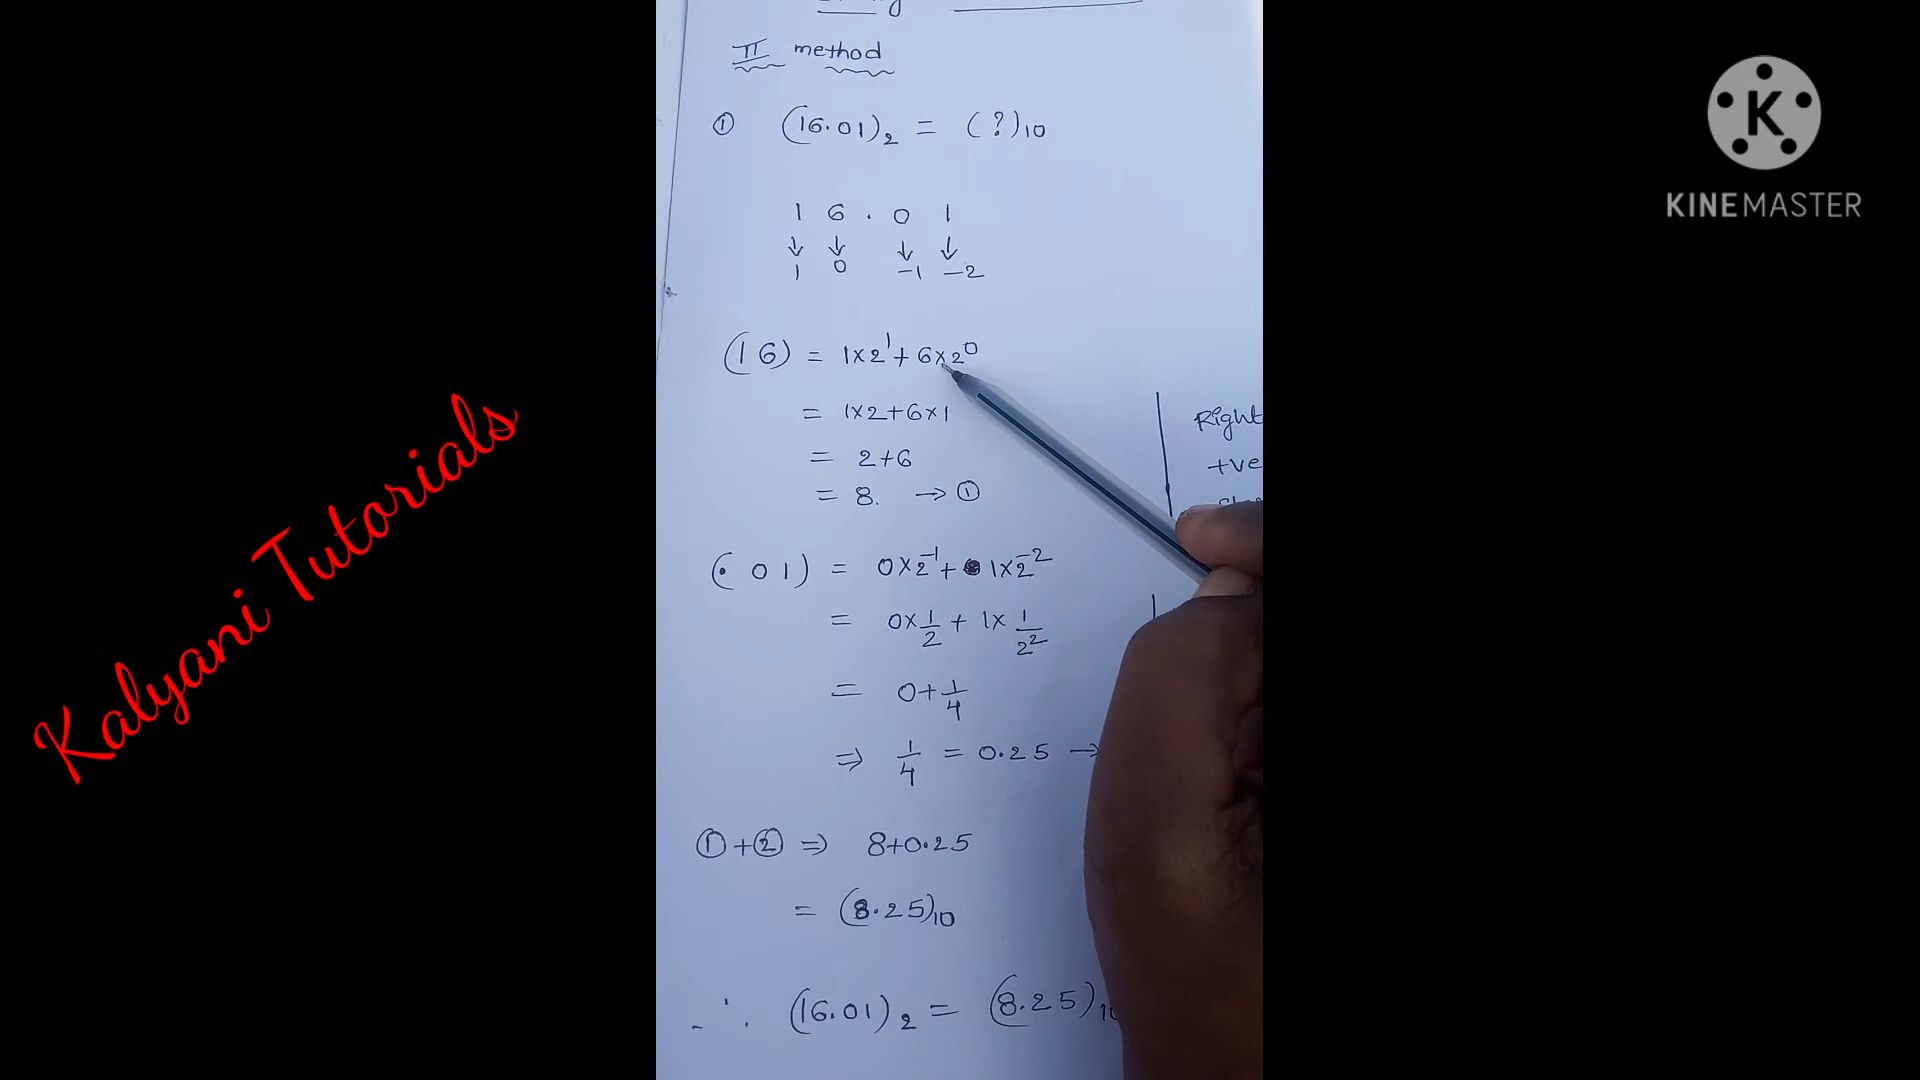 II method
① (16.01)₂ = (?)₁₀
1 6 . 0 1
↓ ↓ ↓ ↓
1 0 -1 -2
(16) = 1×2¹+6×2⁰
= 1×2+6×1
= 2+6
= 8. → ①
(.01) = 0×2⁻¹+1×2⁻²
= 0×1/2+1×1/2²
= 0+1/4
⇒ 1/4 = 0.25 →
①+② ⇒ 8+0.25
= (8.25)₁₀
∴ (16.01)₂ = (8.25)₁₀
Right
+ve
Kalyani Tutorials
K
KINEMASTER